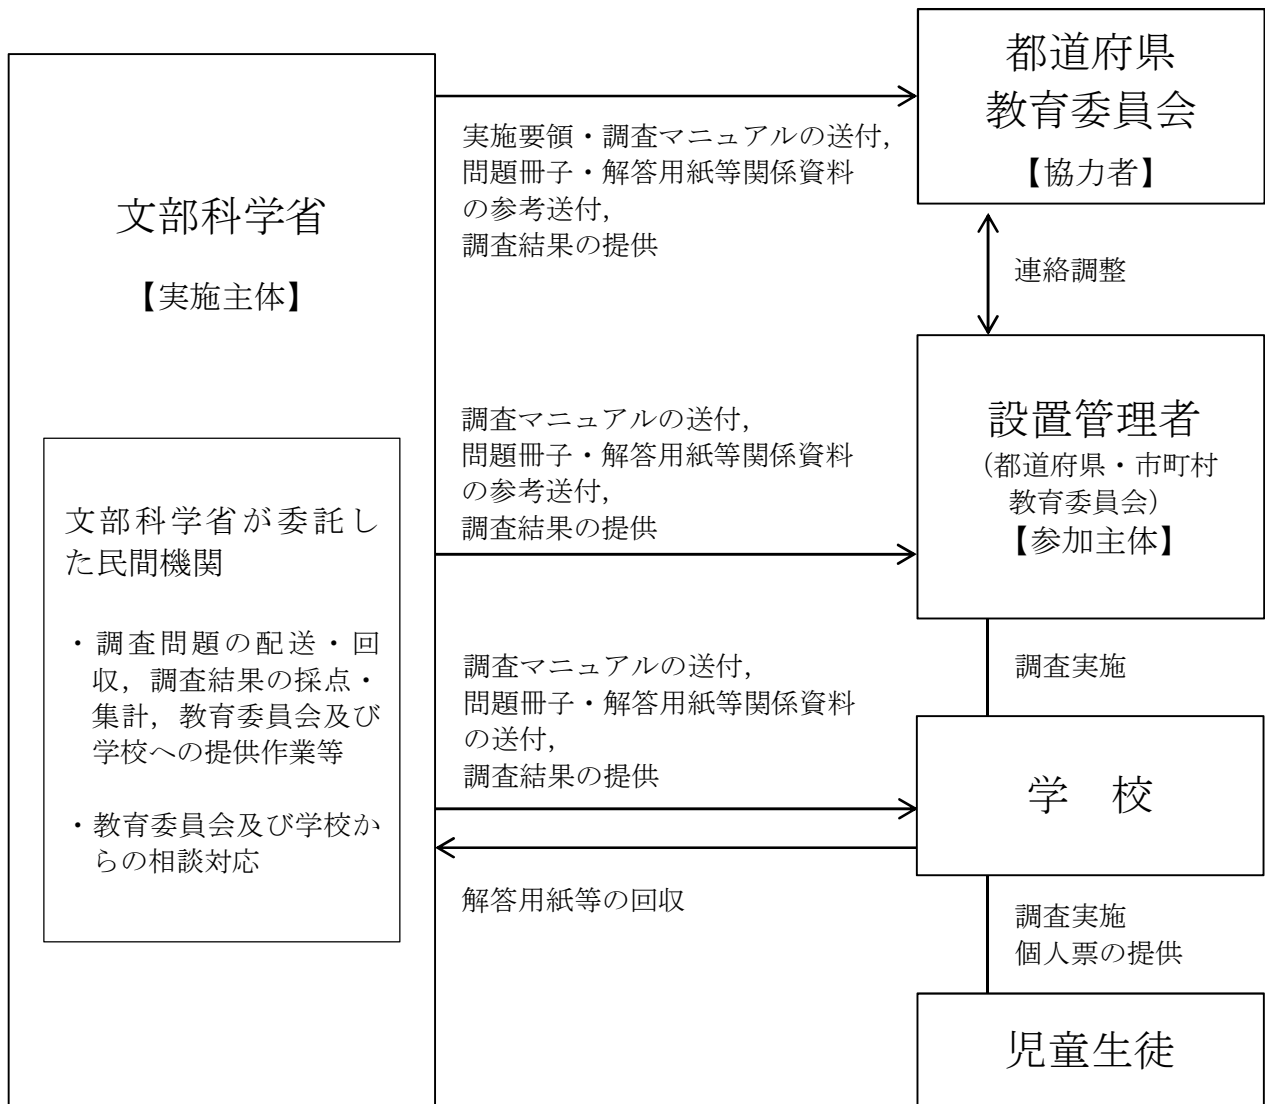 文部科学省
【実施主体】
文部科学省が委託し
た民間機関
・調査問題の配送・回
収，調査結果の採点・
集計，教育委員会及び
学校への提供作業等
・教育委員会及び学校か
らの相談対応
実施要領・調査マニュアルの送付，
問題冊子・解答用紙等関係資料
の参考送付，
調査結果の提供
調査マニュアルの送付，
問題冊子・解答用紙等関係資料
の参考送付，
調査結果の提供
調査マニュアルの送付，
問題冊子・解答用紙等関係資料
の送付，
調査結果の提供
解答用紙等の回収
都道府県
教育委員会
【協力者】
連絡調整
設置管理者
（都道府県・市町村
教育委員会）
【参加主体】
調査実施
学　校
調査実施
個人票の提供
児童生徒